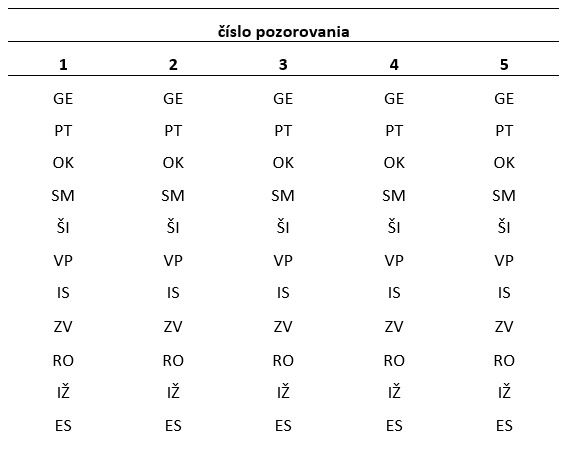 číslo pozorovania
1 2 3 4 5
GE GE GE GE GE
PT PT PT PT PT
OK OK OK OK OK
SM SM SM SM SM
ŠI ŠI ŠI ŠI ŠI
VP VP VP VP VP
IS IS IS IS IS
ZV ZV ZV ZV ZV
RO RO RO RO RO
IŽ IŽ IŽ IŽ IŽ
ES ES ES ES ES